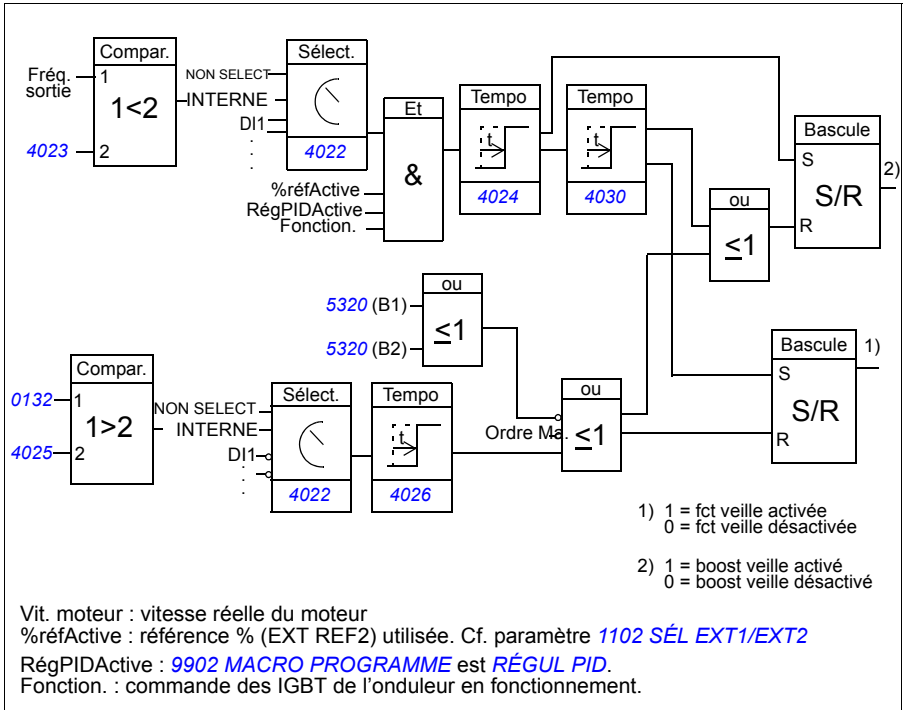 Compar.
Fréq. sortie
1
1<2
4023
2
Sélect.
NON SELECT
INTERNE
DI1
.
.
.
4022
Et
&
%réfActive
RégPIDActive
Fonction.
Tempo
t
4024
Tempo
t
4030
Bascule
S
S/R
R
2)
ou
<1
ou
5320 (B1)
<1
5320 (B2)
Compar.
0132
1
1>2
4025
2
NON SELECT
INTERNE
DI1
.
.
Sélect.
4022
Tempo
t
4026
ou
Ordre Ma.
<1
Bascule
S
S/R
R
1)
1) 1 = fct veille activée
0 = fct veille désactivée
2) 1 = boost veille activé
0 = boost veille désactivé
Vit. moteur : vitesse réelle du moteur
%réfActive : référence % (EXT REF2) utilisée. Cf. paramètre 1102 SÉL EXT1/EXT2
RégPIDActive : 9902 MACRO PROGRAMME est RÉGUL PID.
Fonction. : commande des IGBT de l’onduleur en fonctionnement.